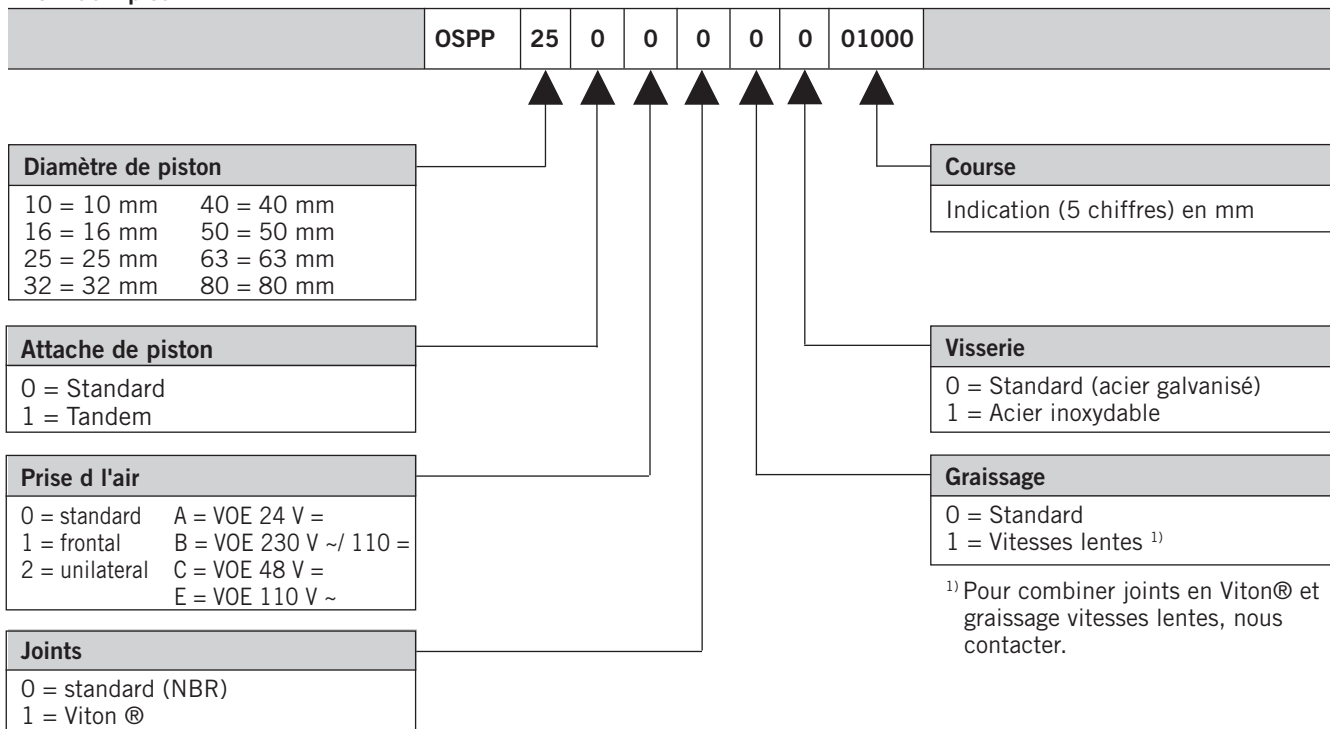 OSPP 25 0 0 0 0 0 01000
Diamètre de piston
10 = 10 mm 40 = 40 mm
16 = 16 mm 50 = 50 mm
25 = 25 mm 63 = 63 mm
32 = 32 mm 80 = 80 mm
Attache de piston
0 = Standard
1 = Tandem
Prise d l'air
0 = standard A = VOE 24 V =
1 = frontal B = VOE 230 V ~/ 110 =
2 = unilateral C = VOE 48 V =
E = VOE 110 V ~
Joints
0 = standard (NBR)
1 = Viton ®
Course
Indication (5 chiffres) en mm
Visserie
0 = Standard (acier galvanisé)
1 = Acier inoxydable
Graissage
0 = Standard
1 = Vitesses lentes 1)
1) Pour combiner joints en Viton® et
graissage vitesses lentes, nous
contacter.